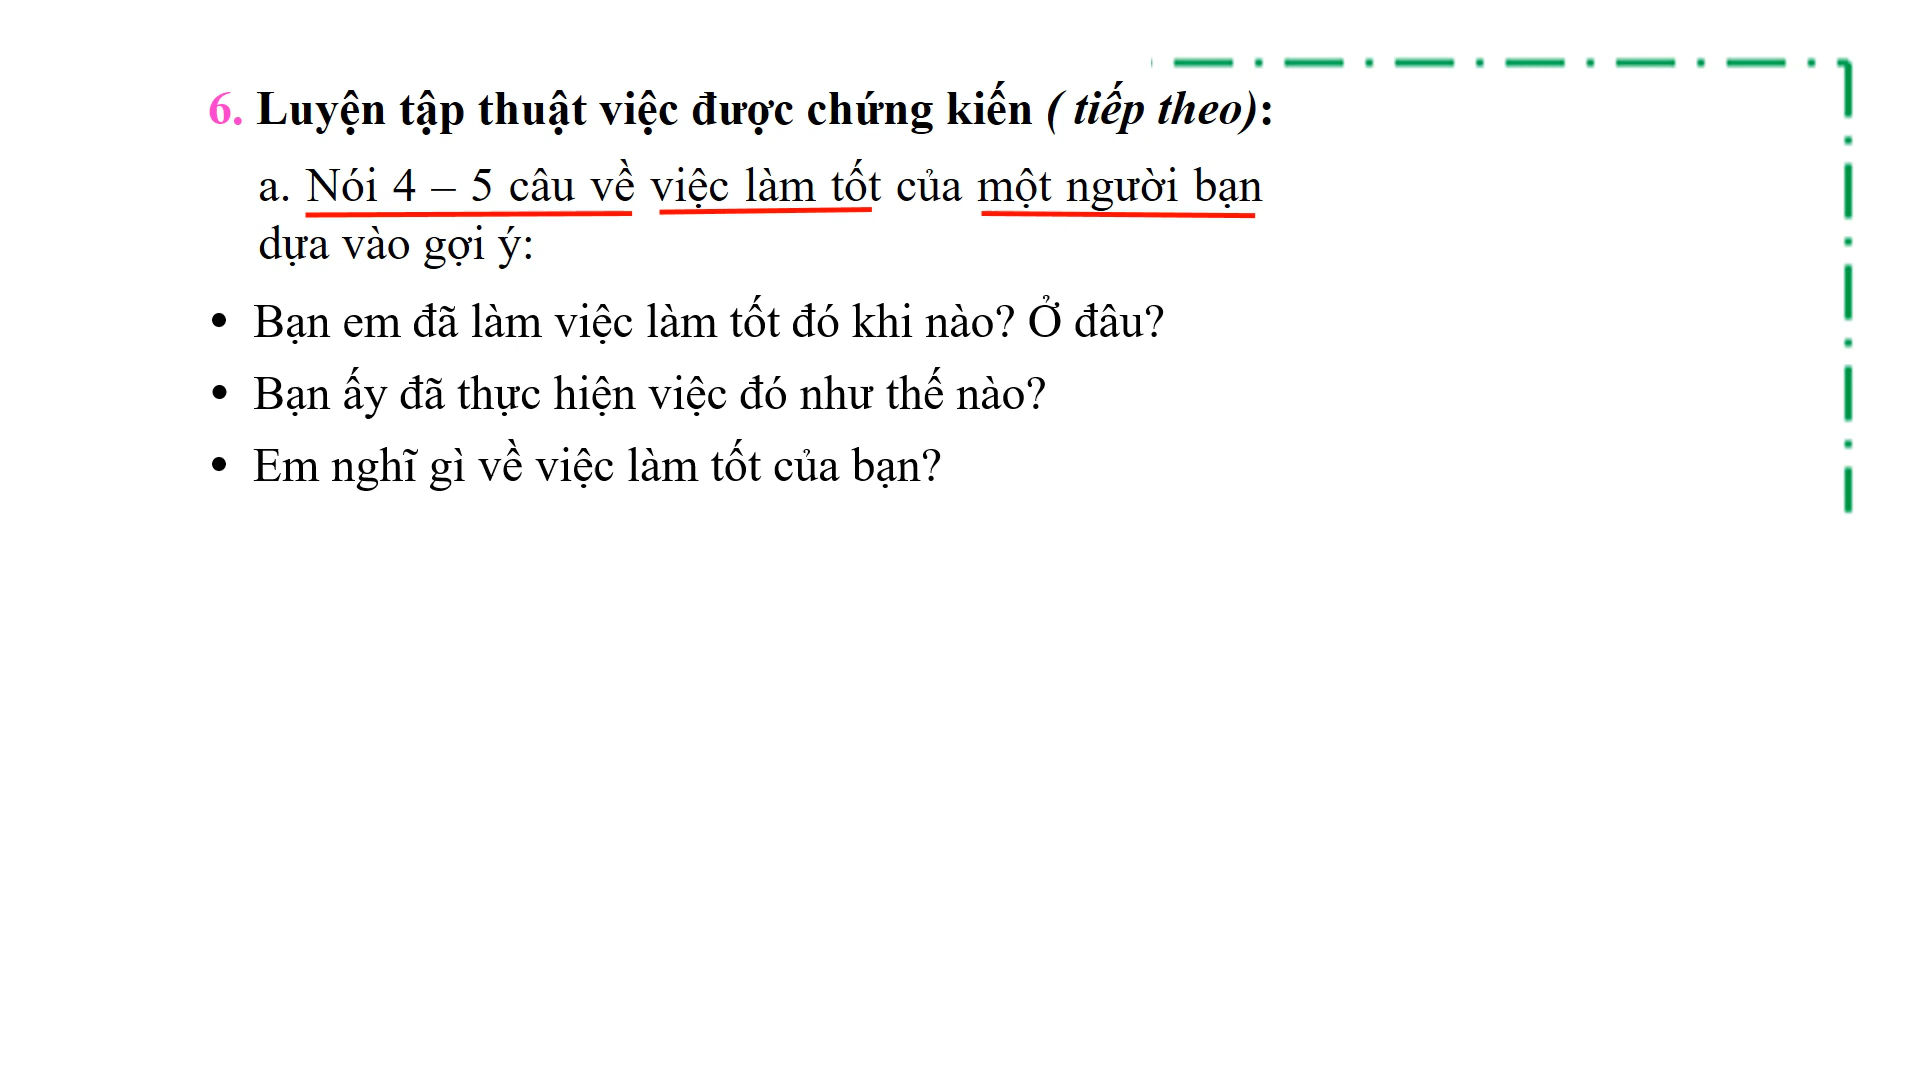 6. Luyện tập thuật việc được chứng kiến ( tiếp theo):
a. Nói 4 – 5 câu về việc làm tốt của một người bạn
dựa vào gợi ý:
• Bạn em đã làm việc làm tốt đó khi nào? Ở đâu?
• Bạn ấy đã thực hiện việc đó như thế nào?
• Em nghĩ gì về việc làm tốt của bạn?